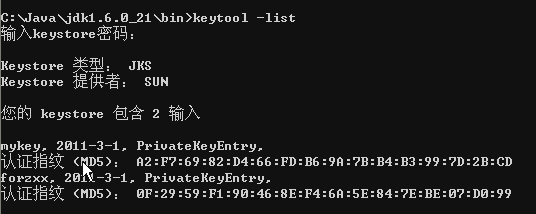 C:\Java\jdk1.6.0_21\bin>keytool -list
输入keystore密码：
Keystore 类型： JKS
Keystore 提供者： SUN
您的 keystore 包含 2 输入
mykey, 2011-3-1, PrivateKeyEntry,
认证指纹 (MD5)： A2:F7:69:82:D4:66:FD:B6:9A:7B:B4:B3:99:7D:2B:CD
forzxx, 2011-3-1, PrivateKeyEntry,
认证指纹 (MD5)： 0F:29:59:F1:90:46:8E:F4:6A:5E:84:7E:BE:07:D0:99